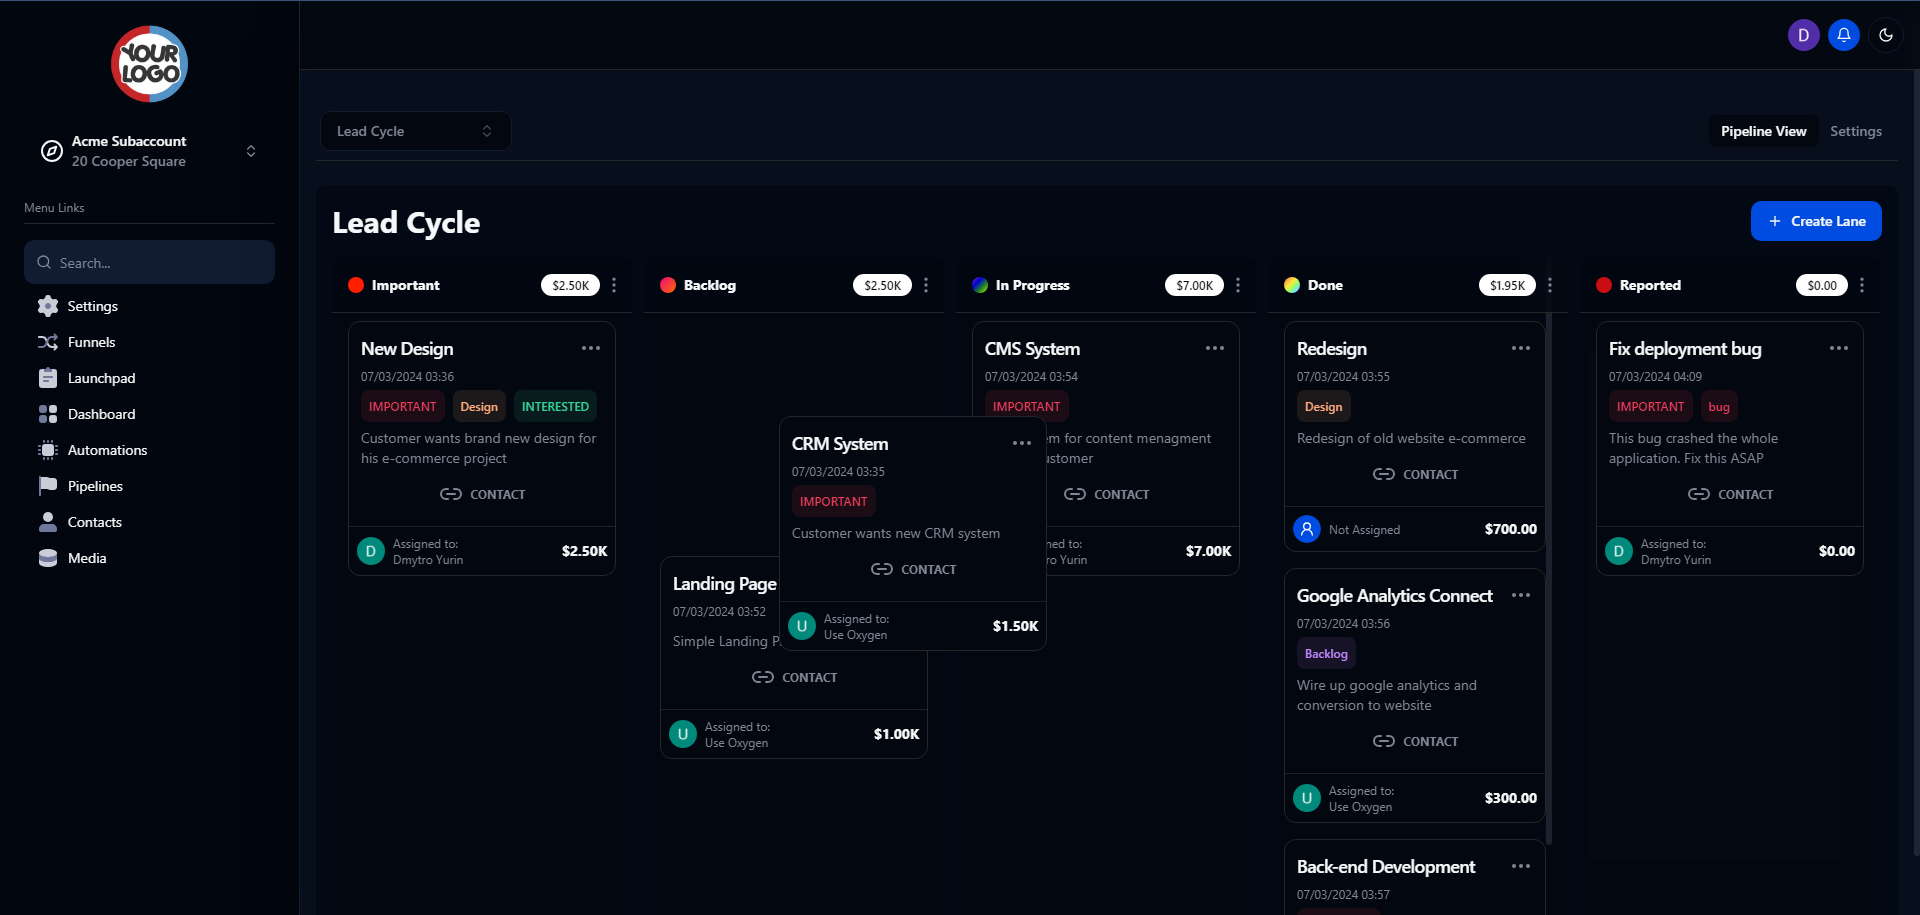 YOUR
LOGO
Acme Subaccount
20 Cooper Square
Menu Links
Search...
Settings
Funnels
Launchpad
Dashboard
Automations
Pipelines
Contacts
Media
D
Lead Cycle
Pipeline View
Settings
Lead Cycle
+ Create Lane
Important
$2.50K
New Design
07/03/2024 03:36
IMPORTANT
Design
INTERESTED
Customer wants brand new design for
his e-commerce project
CONTACT
D
Assigned to:
Dmytro Yurin
$2.50K
Backlog
$2.50K
CRM System
07/03/2024 03:35
IMPORTANT
Customer wants new CRM system
CONTACT
U
Assigned to:
Use Oxygen
$1.50K
Landing Page
07/03/2024 03:52
Simple Landing
CONTACT
U
Assigned to:
Use Oxygen
$1.00K
In Progress
$7.00K
CMS System
07/03/2024 03:54
IMPORTANT
for content menagment
CONTACT
to:
Yurin
$7.00K
Done
$1.95K
Redesign
07/03/2024 03:55
Design
Redesign of old website e-commerce
CONTACT
Not Assigned
$700.00
Google Analytics Connect
07/03/2024 03:56
Backlog
Wire up google analytics and
conversion to website
CONTACT
U
Assigned to:
Use Oxygen
$300.00
Back-end Development
07/03/2024 03:57
Reported
$0.00
Fix deployment bug
07/03/2024 04:09
IMPORTANT
bug
This bug crashed the whole
application. Fix this ASAP
CONTACT
D
Assigned to:
Dmytro Yurin
$0.00